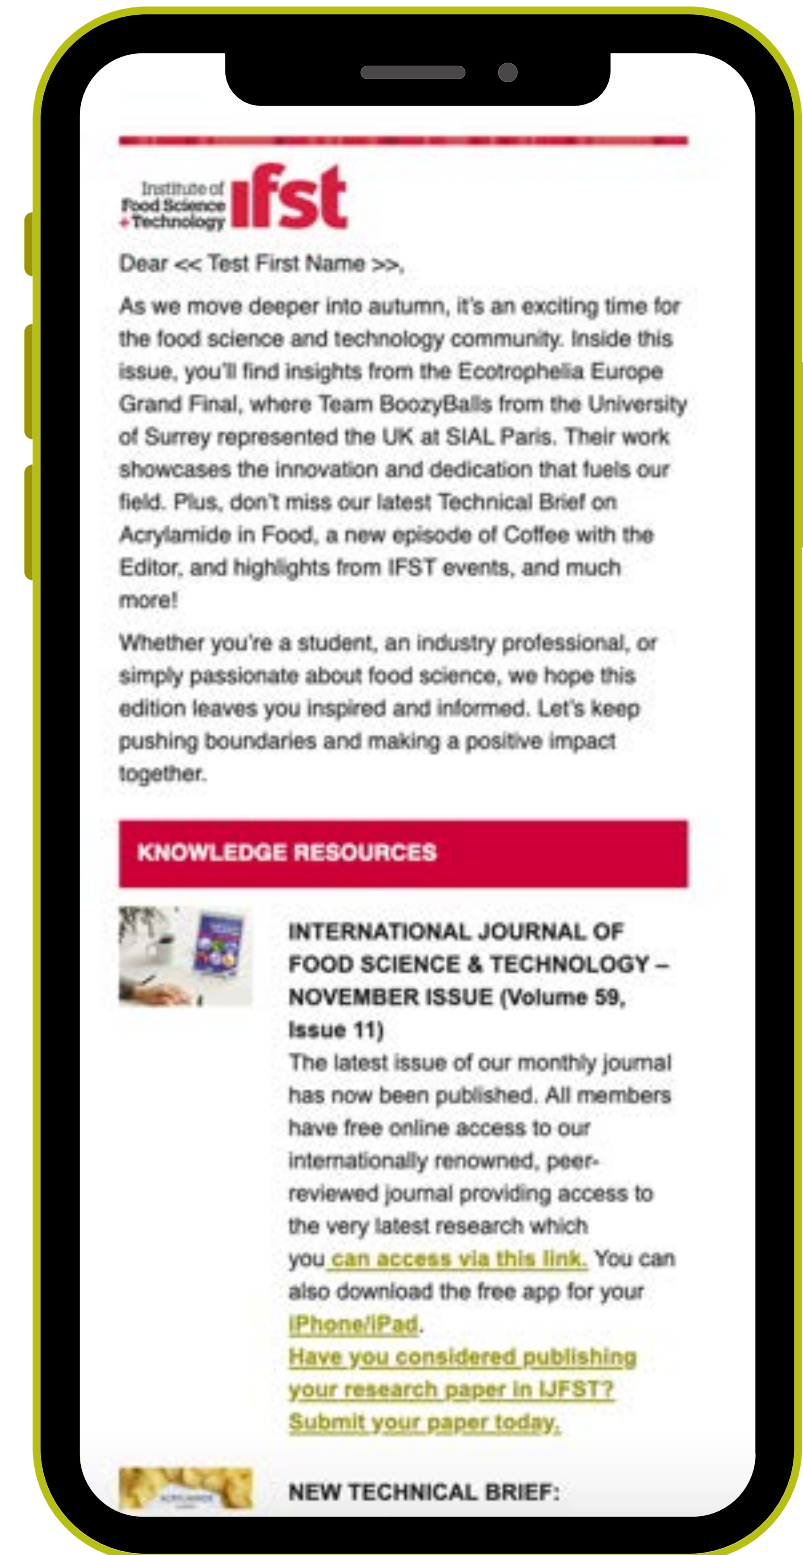 Institute of
Food Science
+Technology
ifst
Dear << Test First Name >>,
As we move deeper into autumn, it's an exciting time for
the food science and technology community. Inside this
issue, you'll find insights from the Ecotrophelia Europe
Grand Final, where Team BoozyBalls from the University
of Surrey represented the UK at SIAL Paris. Their work
showcases the innovation and dedication that fuels our
field. Plus, don't miss our latest Technical Brief on
Acrylamide in Food, a new episode of Coffee with the
Editor, and highlights from IFST events, and much
more!
Whether you're a student, an industry professional, or
simply passionate about food science, we hope this
edition leaves you inspired and informed. Let's keep
pushing boundaries and making a positive impact
together.
KNOWLEDGE RESOURCES
INTERNATIONAL JOURNAL OF
FOOD SCIENCE & TECHNOLOGY –
NOVEMBER ISSUE (Volume 59,
Issue 11)
The latest issue of our monthly journal
has now been published. All members
have free online access to our
internationally renowned, peer-
reviewed journal providing access to
the very latest research which
you can access via this link. You can
also download the free app for your
iPhone/iPad.
Have you considered publishing
your research paper in IJFST?
Submit your paper today.
ACRYLAMIDE
NEW TECHNICAL BRIEF: